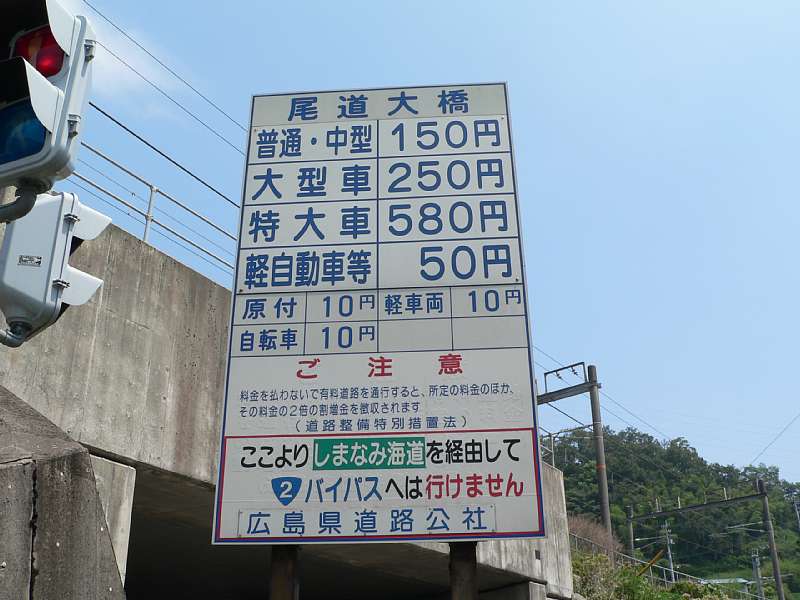 尾道大橋
普通・中型 150円
大型車 250円
特大車 580円
軽自動車等 50円
原付 10円 軽車両 10円
自転車 10円
ご注意
料金を払わないで有料道路を通行すると、所定の料金のほか、
その料金の2倍の割増金を徴収されます
(道路整備特別措置法)
ここよりしまなみ海道を経由して
2バイパスへは行けません
広島県道路公社